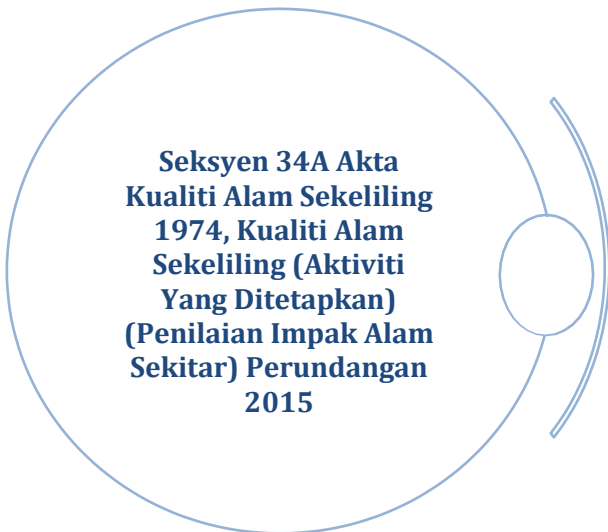 Seksyen 34A Akta
Kualiti Alam Sekeliling
1974, Kualiti Alam
Sekeliling (Aktiviti
Yang Ditetapkan)
(Penilaian Impak Alam
Sekitar) Perundangan
2015